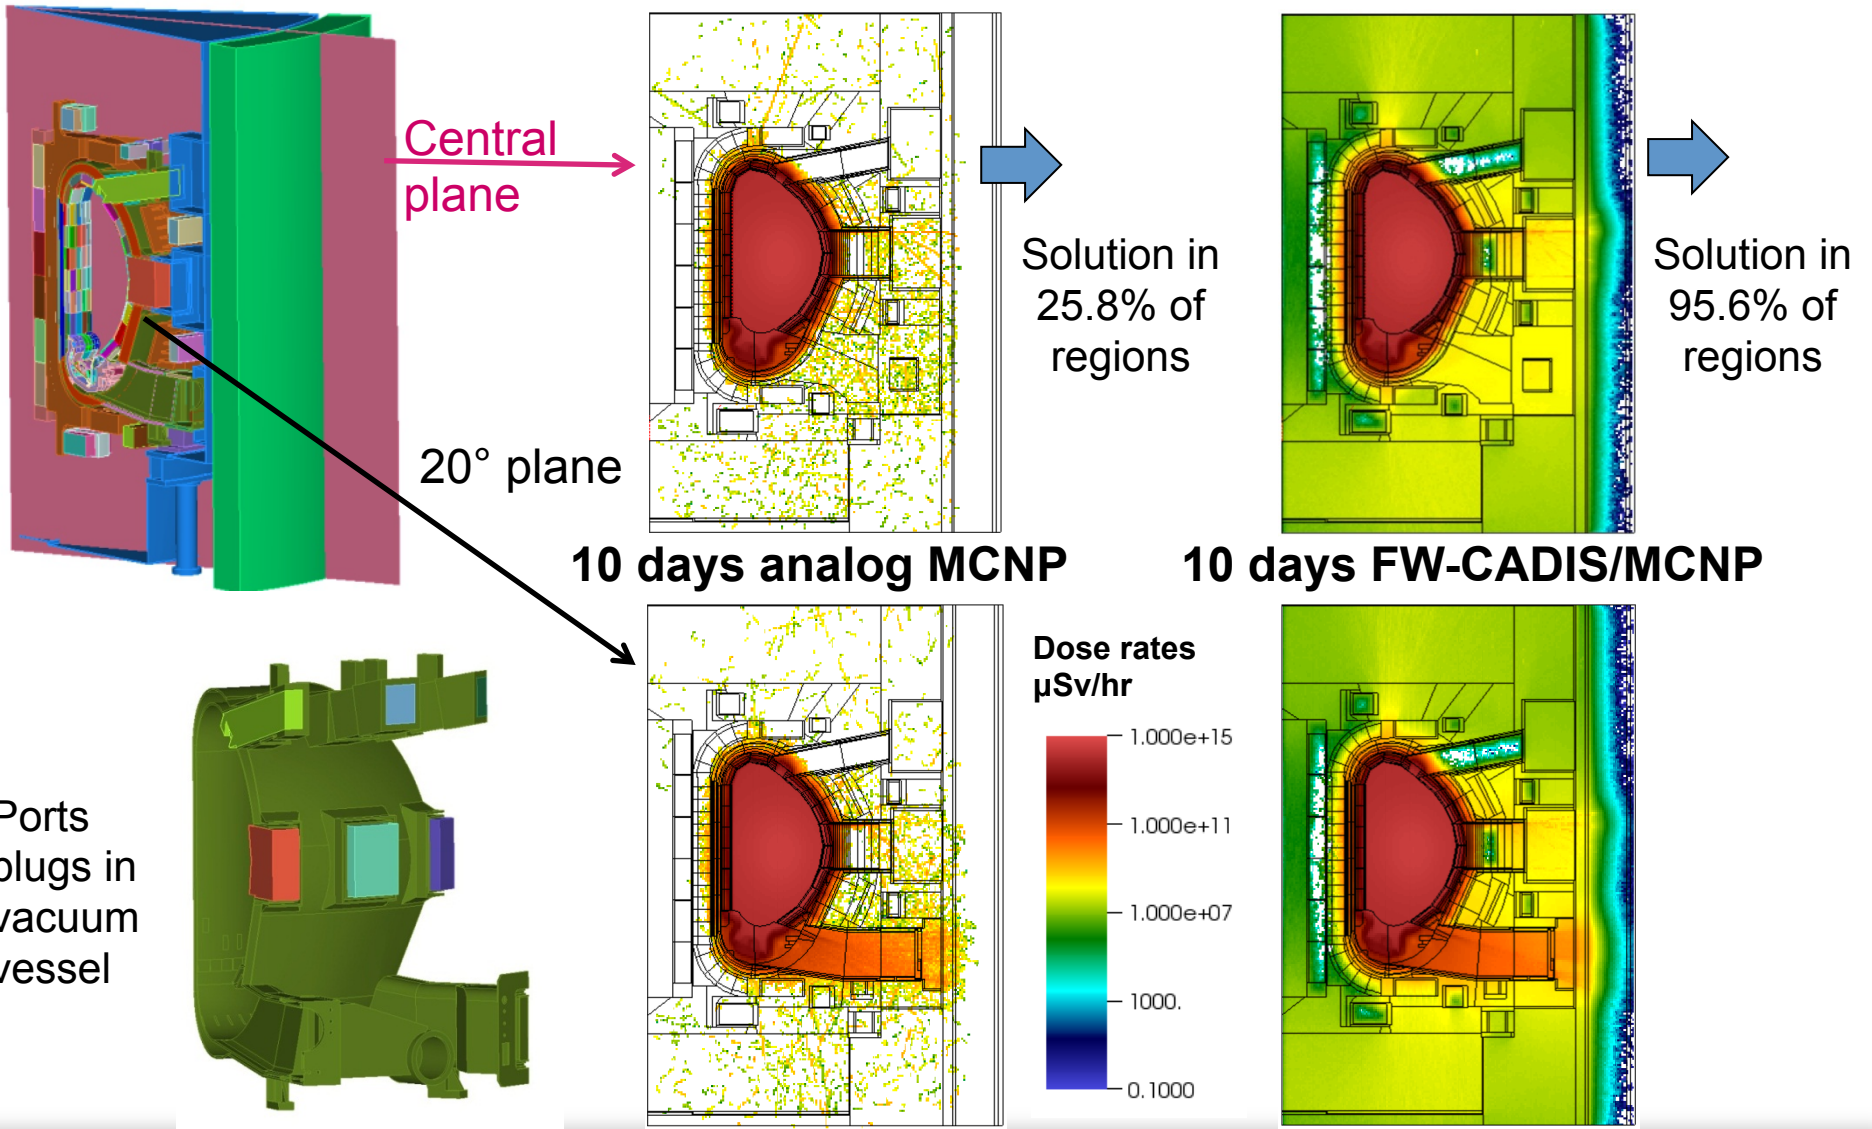 Central
plane
Solution in
25.8% of
regions
Solution in
95.6% of
regions
20° plane
10 days analog MCNP
10 days FW-CADIS/MCNP
Dose rates
µSv/hr
1.000e+15
1.000e+11
1.000e+07
1000.
0.1000
Ports
plugs in
vacuum
vessel